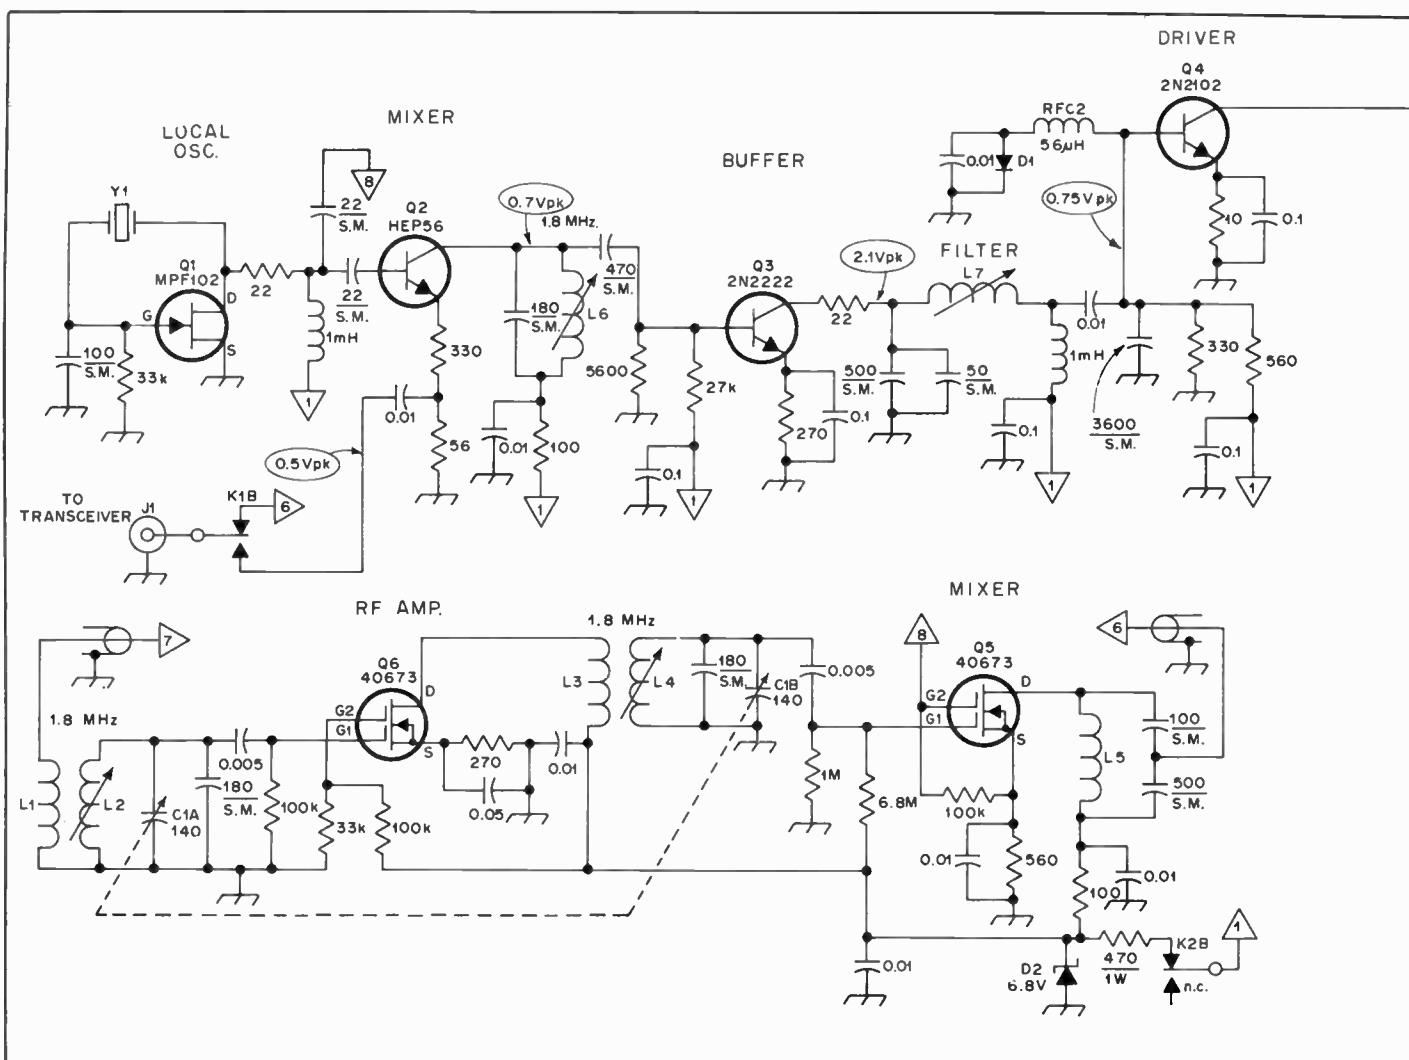 DRIVER
Q4
2N2102
MIXER
LOCAL
OSC.
RFC2
56µH
BUFFER
0.01
D1
Y1
8
22
S.M.
Q2
HEP56
0.7Vpk
1.8 MHz.
0.75Vpk
10
0.1
Q1
MPF102
22
22
S.M.
470
S.M.
Q3
2N2222
2.1Vpk
FILTER
L7
D
G
S
180
S.M.
L6
22
0.01
100
S.M.
33k
1mH
330
5600
27k
500
S.M.
50
S.M.
1mH
330
560
1
0.01
0.1
270
3600
S.M.
56
0.01
100
0.1
0.1
0.1
0.5Vpk
1
1
1
1
TO
TRANSCEIVER
J1
K1B
6
RF AMP.
MIXER
1.8 MHz
7
8
6
Q6
40673
Q5
40673
D
180
S.M.
C1B
140
0.005
D
L3
L4
G2
G1
S
G2
G1
S
100
S.M.
1.8 MHz
0.005
270
0.01
1M
6.8M
L5
500
S.M.
L1
L2
C1A
140
180
S.M.
100k
33k
100k
0.05
100k
0.01
560
100
0.01
0.01
D2
6.8V
470
1W
K2B
1
n.c.